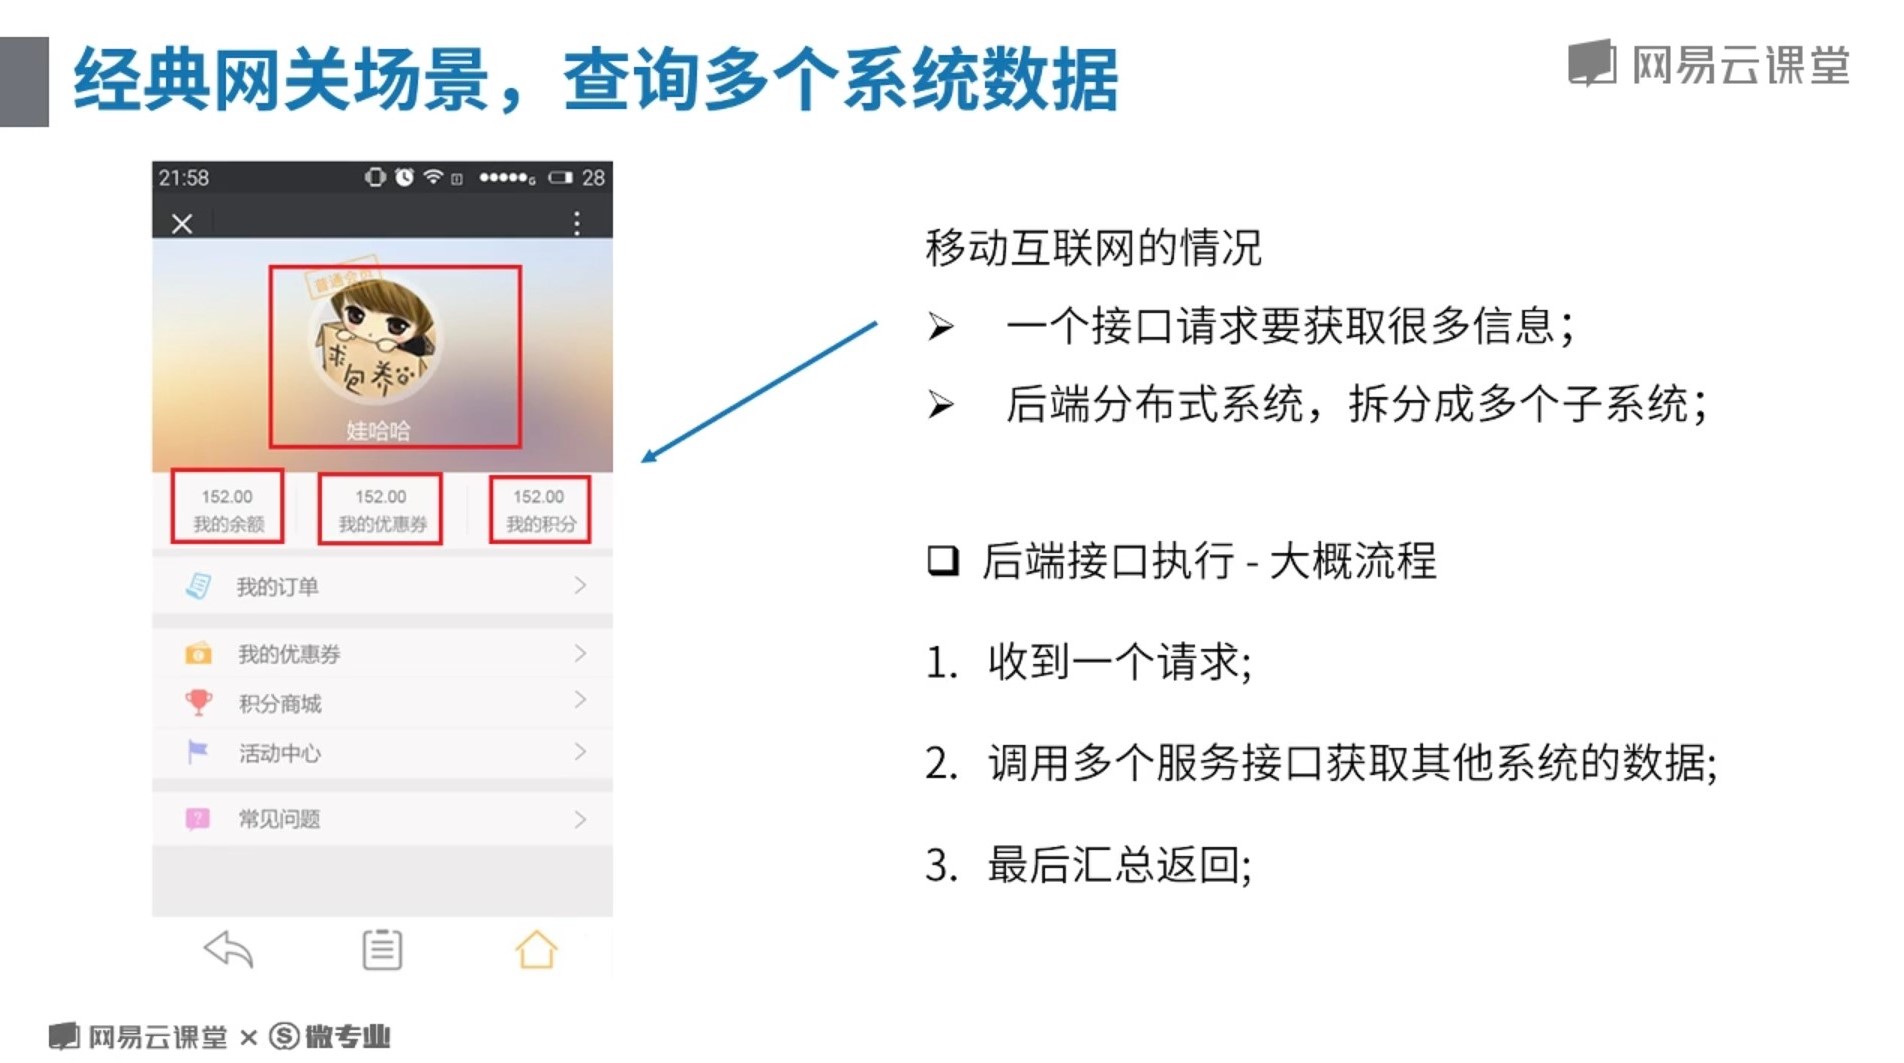 经典网关场景，查询多个系统数据
网易云课堂
21:58
28
普通会员
求
包养
娃哈哈
152.00
我的余额
152.00
我的优惠券
152.00
我的积分
我的订单
我的优惠券
积分商城
活动中心
常见问题
移动互联网的情况
➢ 一个接口请求要获取很多信息；
➢ 后端分布式系统，拆分成多个子系统；
❑ 后端接口执行 - 大概流程
1. 收到一个请求;
2. 调用多个服务接口获取其他系统的数据;
3. 最后汇总返回;
网易云课堂 × Ⓢ 微专业